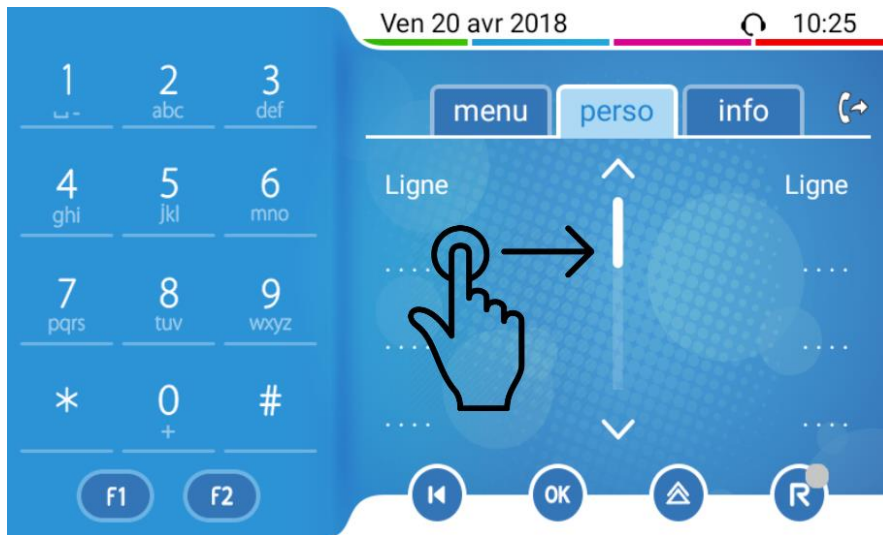 Ven 20 avr 2018 10:25
menu perso info
1 2 3
␣ - abc def
4 5 6
ghi jkl mno
7 8 9
pqrs tuv wxyz
* 0 #
+
F1 F2
Ligne Ligne
.... ....
.... ....
.... ....
OK R